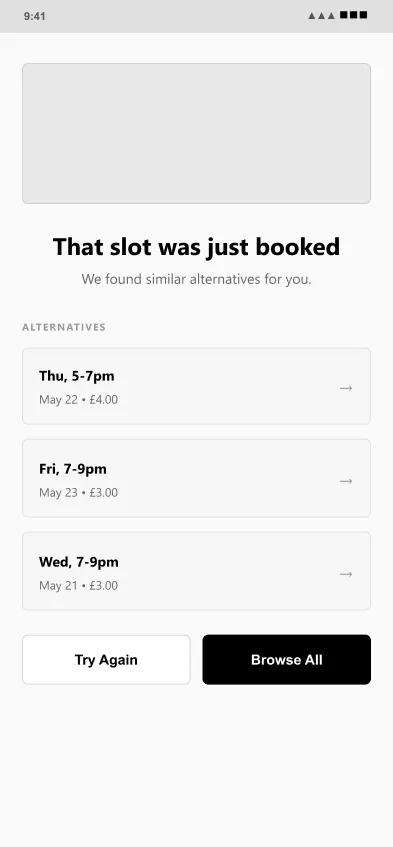 9:41
That slot was just booked
We found similar alternatives for you.
ALTERNATIVES
Thu, 5-7pm
May 22 • £4.00
→
Fri, 7-9pm
May 23 • £3.00
→
Wed, 7-9pm
May 21 • £3.00
→
Try Again
Browse All